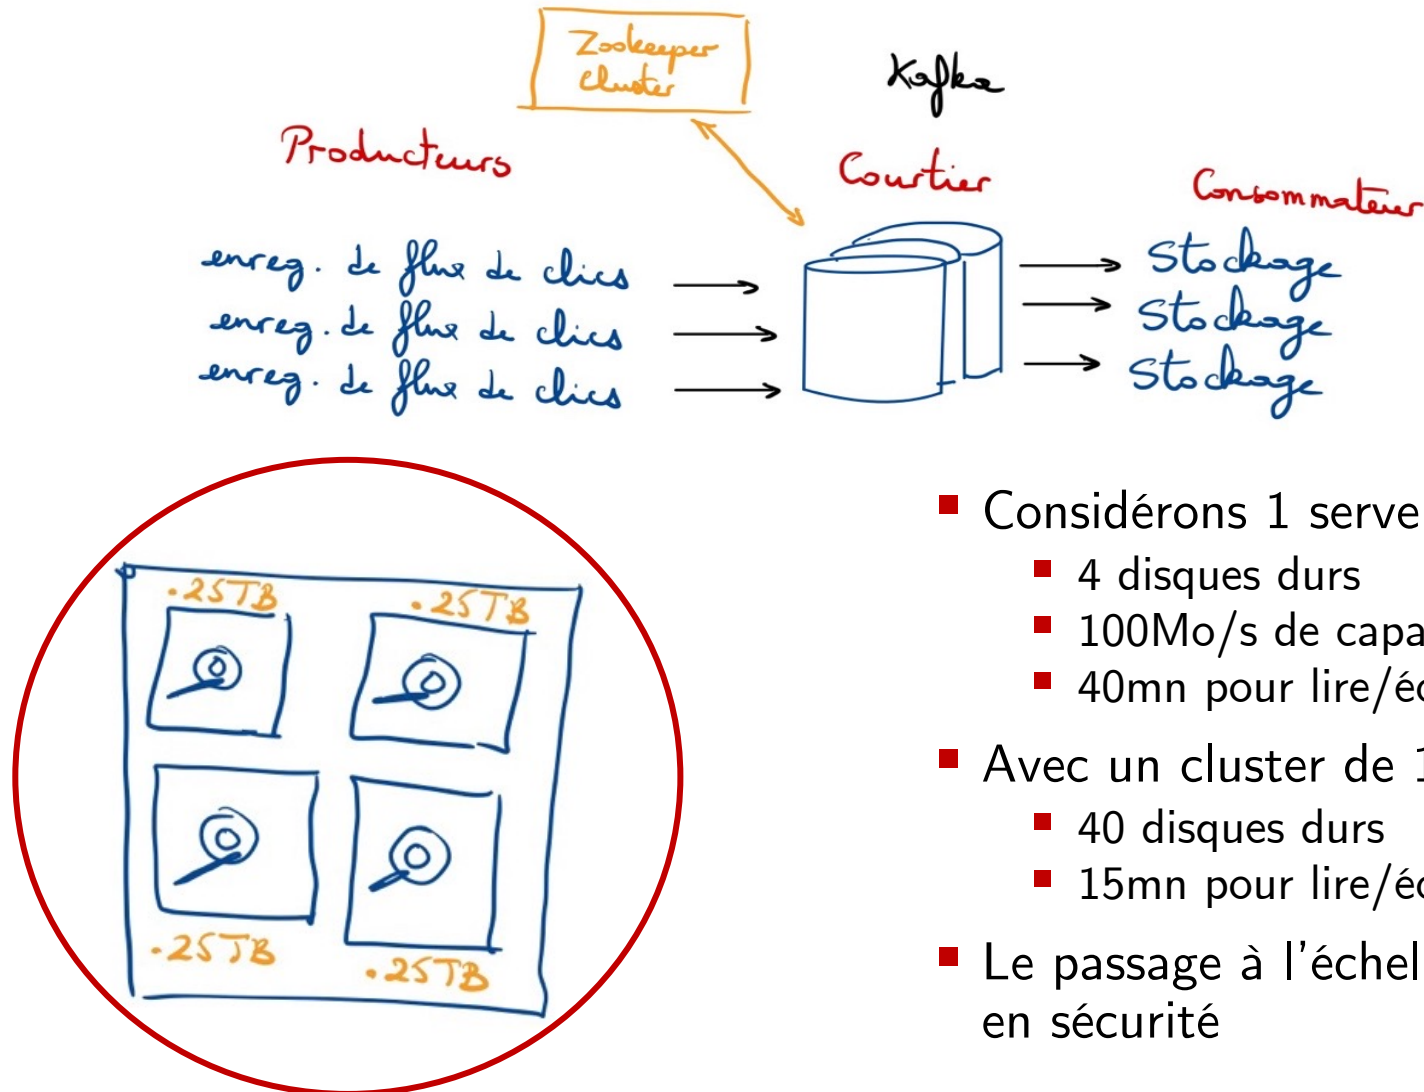 Zookeeper
Cluster
Kafka
Producteurs
Courtier
Consommateur
enreg. de flux de clics
enreg. de flux de clics
enreg. de flux de clics
Stockage
Stockage
Stockage
.25TB
.25TB
.25TB
.25TB
Considérons 1 serve
4 disques durs
100Mo/s de capa
40mn pour lire/éc
Avec un cluster de 1
40 disques durs
15mn pour lire/éc
Le passage à l'échel
en sécurité